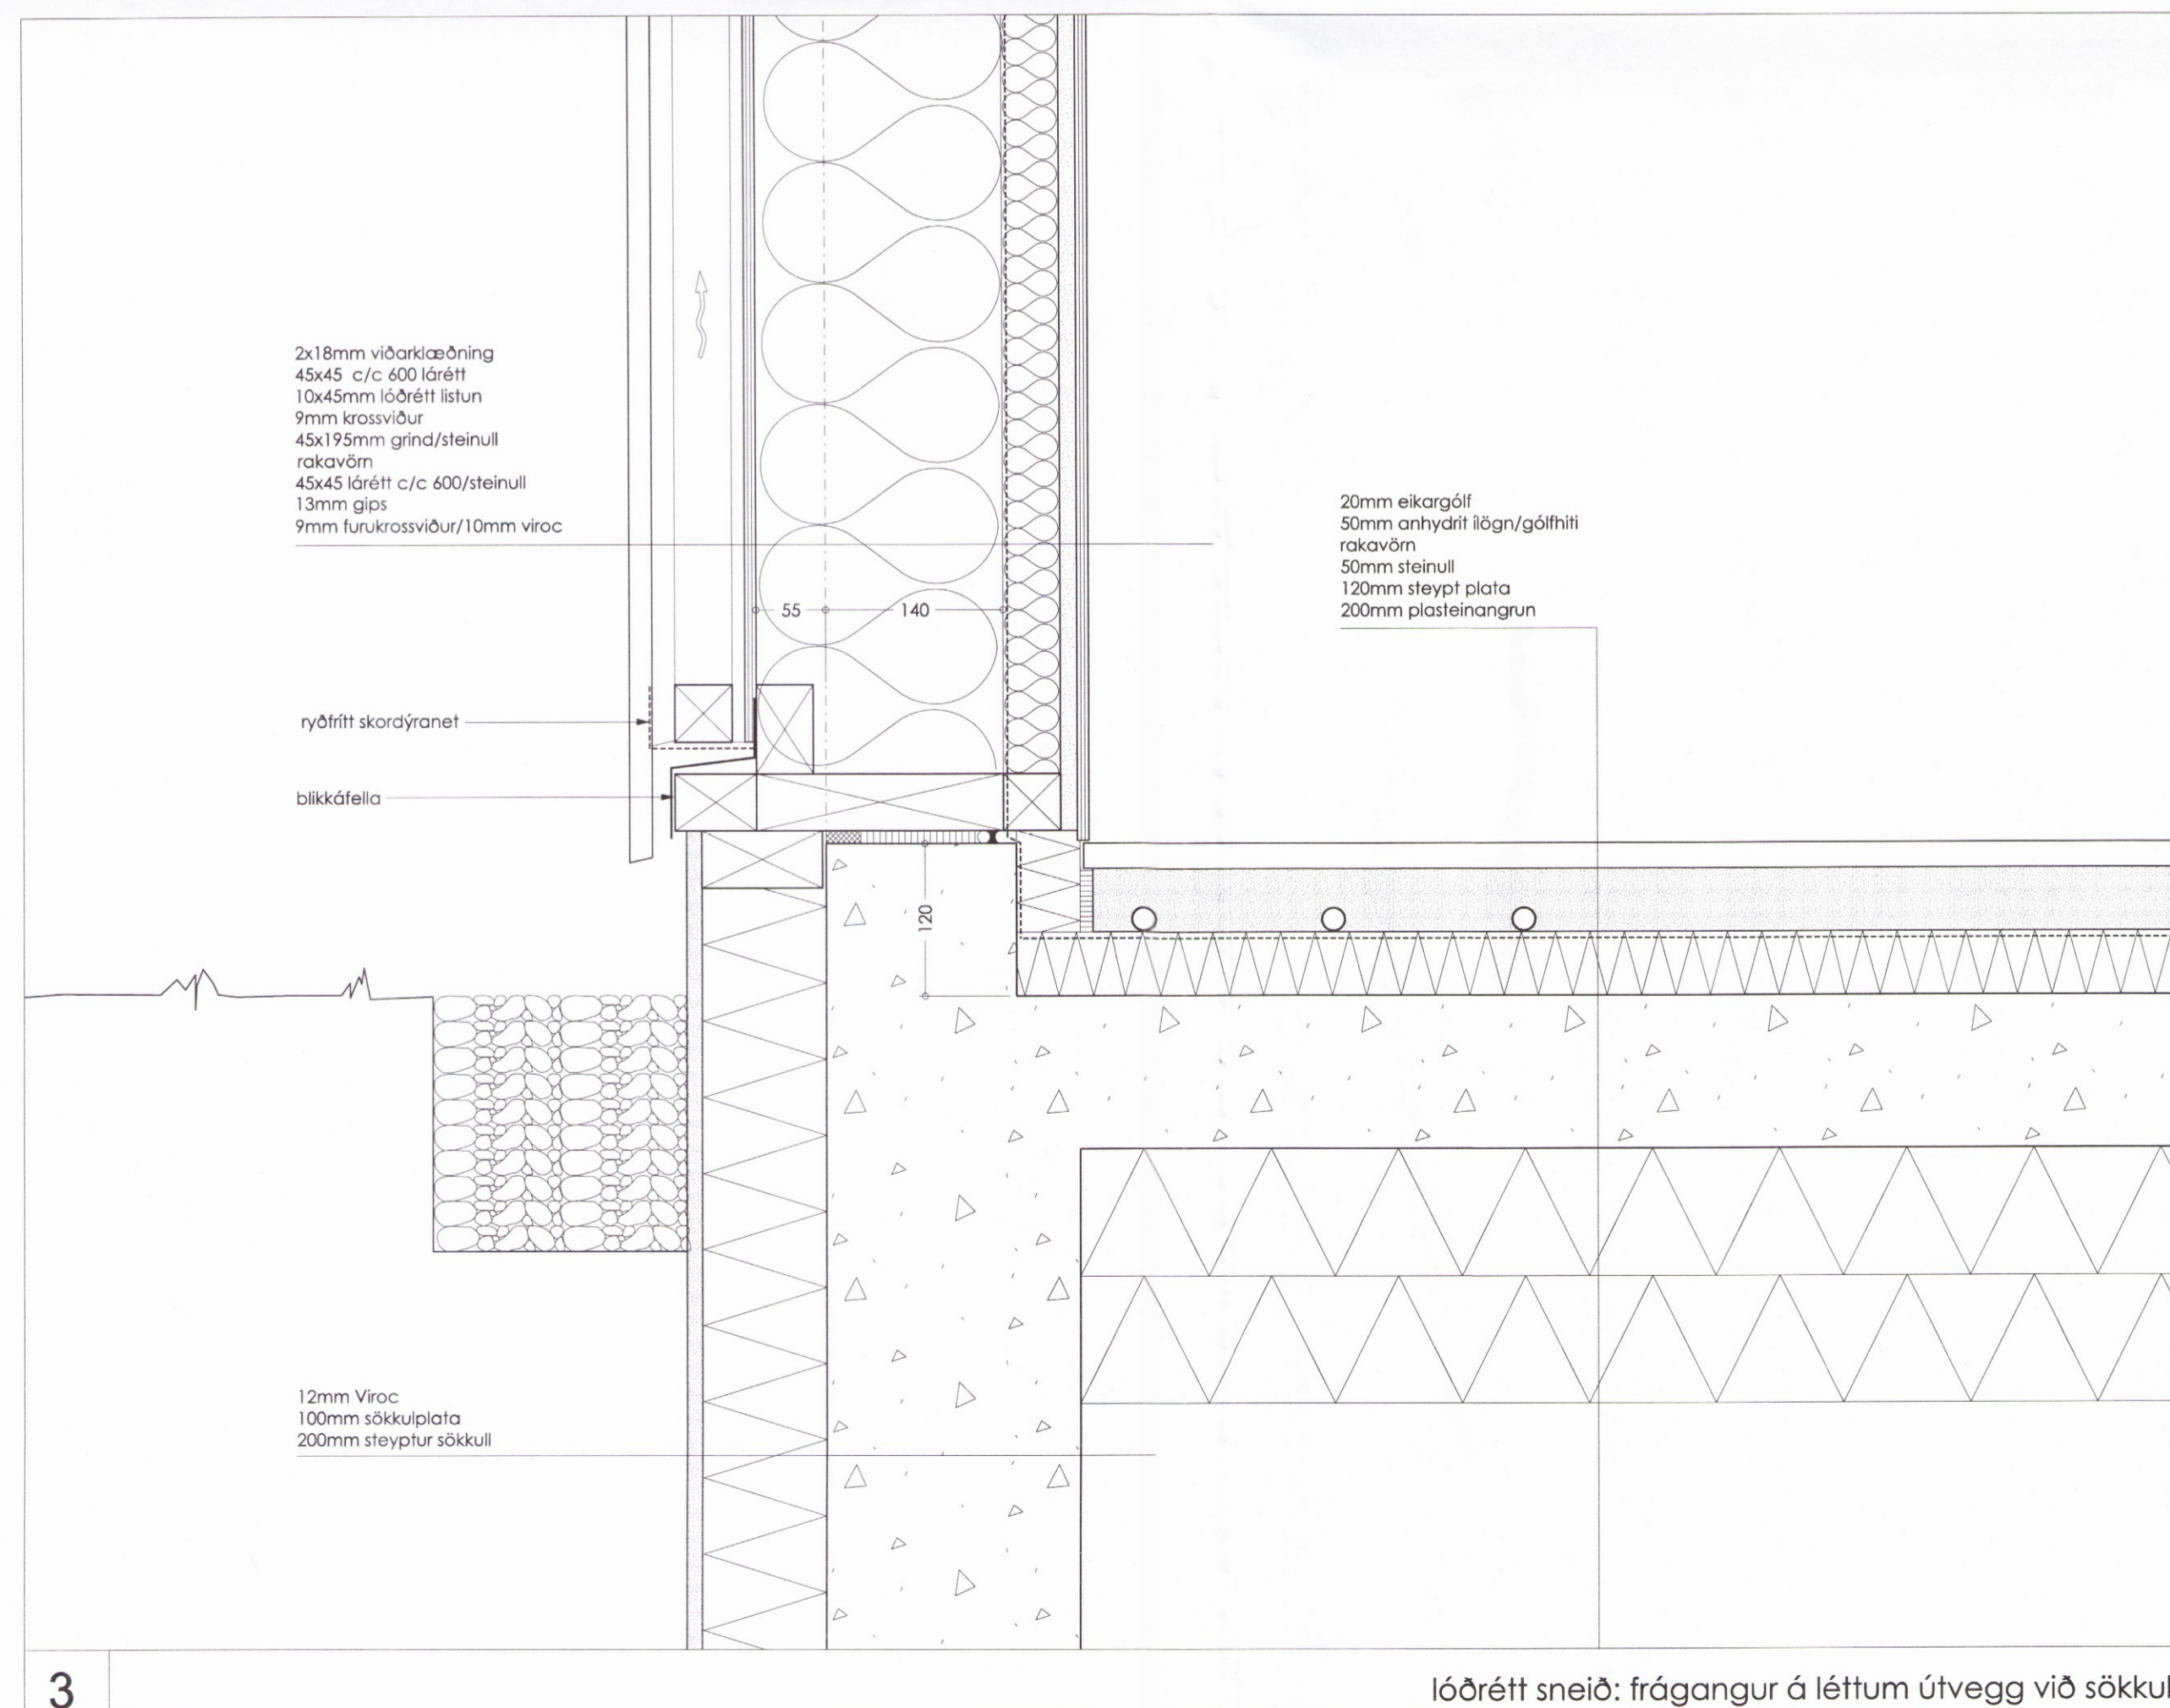 2x18mm viðarklæðning
45x45 c/c 600 lárétt
10x45mm lóðrétt listun
9mm krossviður
45x195mm grind/steinull
rakavörn
45x45 lárétt c/c 600/steinull
13mm gips
9mm furukrossviður/10mm viroc
20mm eikargólf
50mm anhydrit ílögn/gólfhiti
rakavörn
50mm steinull
120mm steypt plata
200mm plasteinangrun
55
140
ryðfrítt skordýranet
blikkáfella
120
12mm Viroc
100mm sökkulplata
200mm steyptur sökkull
3
lóðrétt sneið: frágangur á léttum útvegg við sökkul